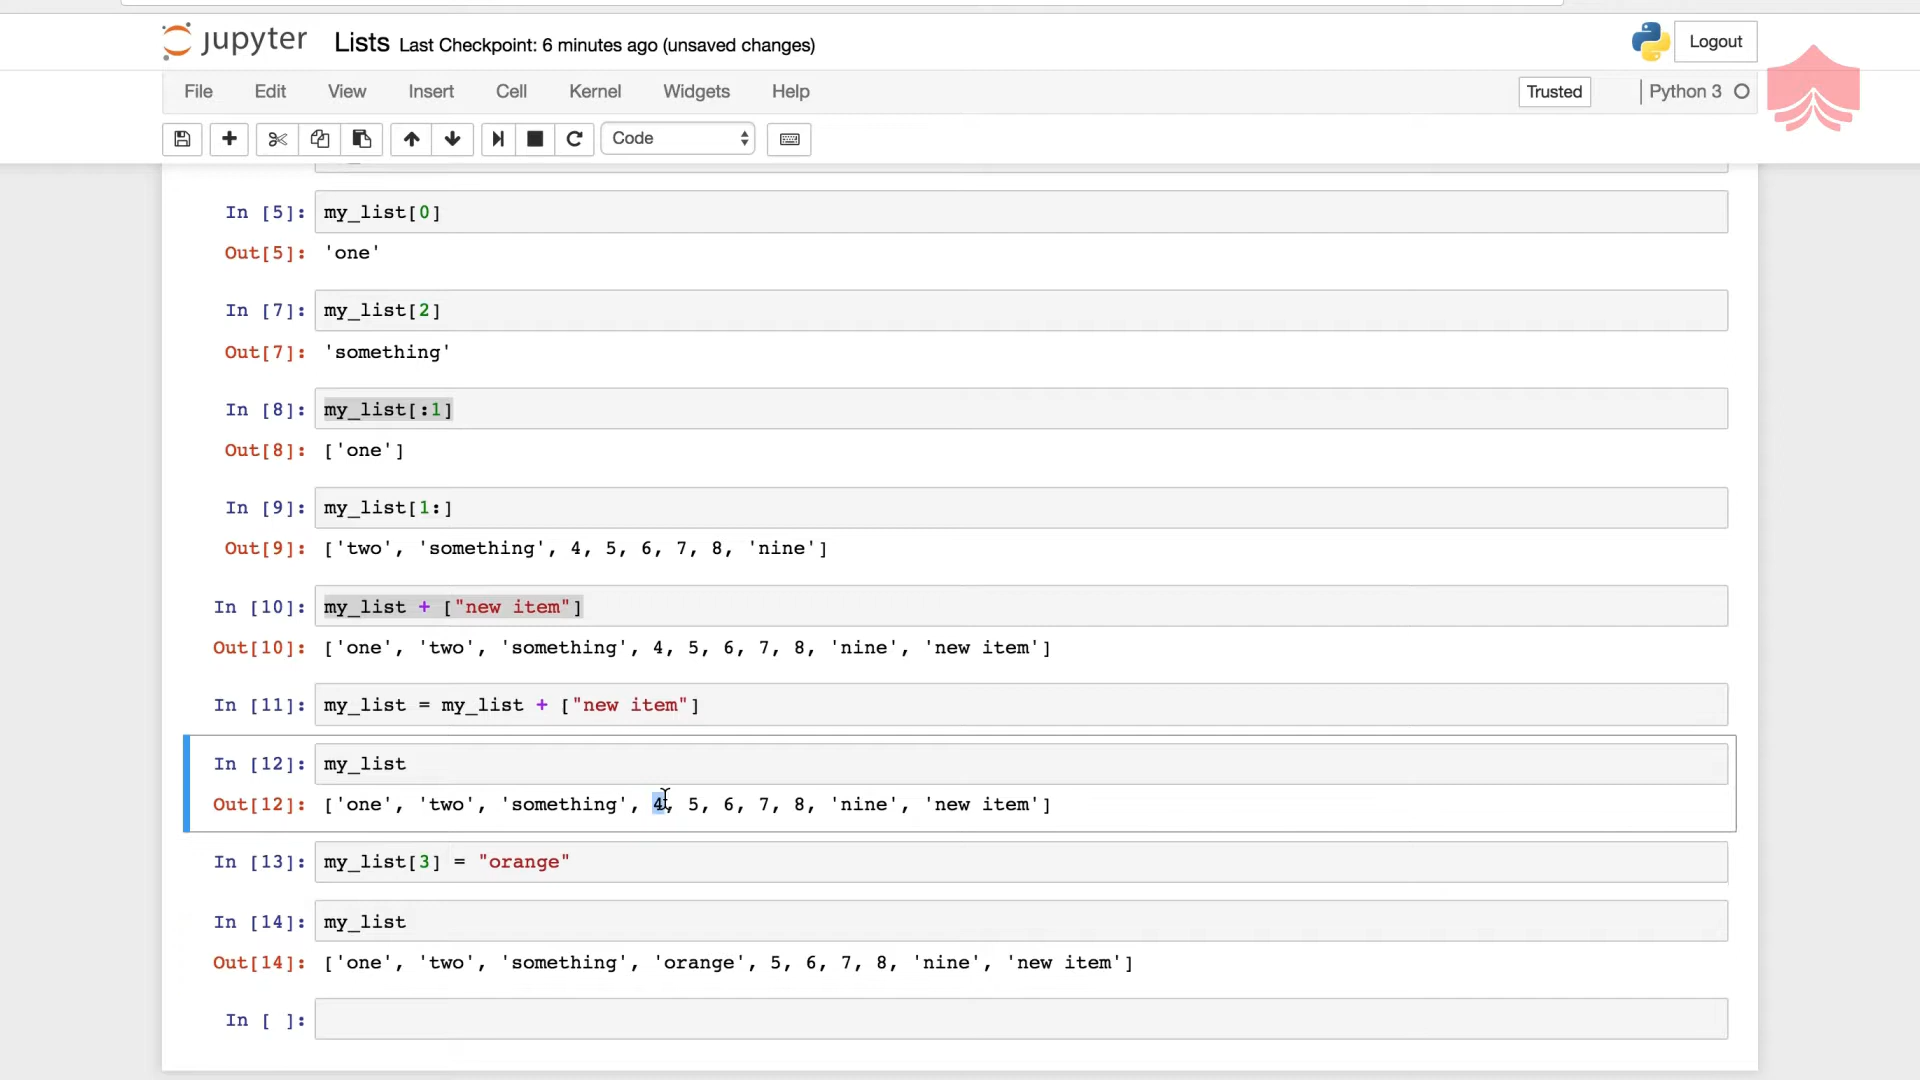 jupyter Lists Last Checkpoint: 6 minutes ago (unsaved changes) Logout
File Edit View Insert Cell Kernel Widgets Help Trusted Python 3
Code
In [5]: my_list[0]
Out[5]: 'one'
In [7]: my_list[2]
Out[7]: 'something'
In [8]: my_list[:1]
Out[8]: ['one']
In [9]: my_list[1:]
Out[9]: ['two', 'something', 4, 5, 6, 7, 8, 'nine']
In [10]: my_list + ["new item"]
Out[10]: ['one', 'two', 'something', 4, 5, 6, 7, 8, 'nine', 'new item']
In [11]: my_list = my_list + ["new item"]
In [12]: my_list
Out[12]: ['one', 'two', 'something', 4, 5, 6, 7, 8, 'nine', 'new item']
In [13]: my_list[3] = "orange"
In [14]: my_list
Out[14]: ['one', 'two', 'something', 'orange', 5, 6, 7, 8, 'nine', 'new item']
In [ ]: